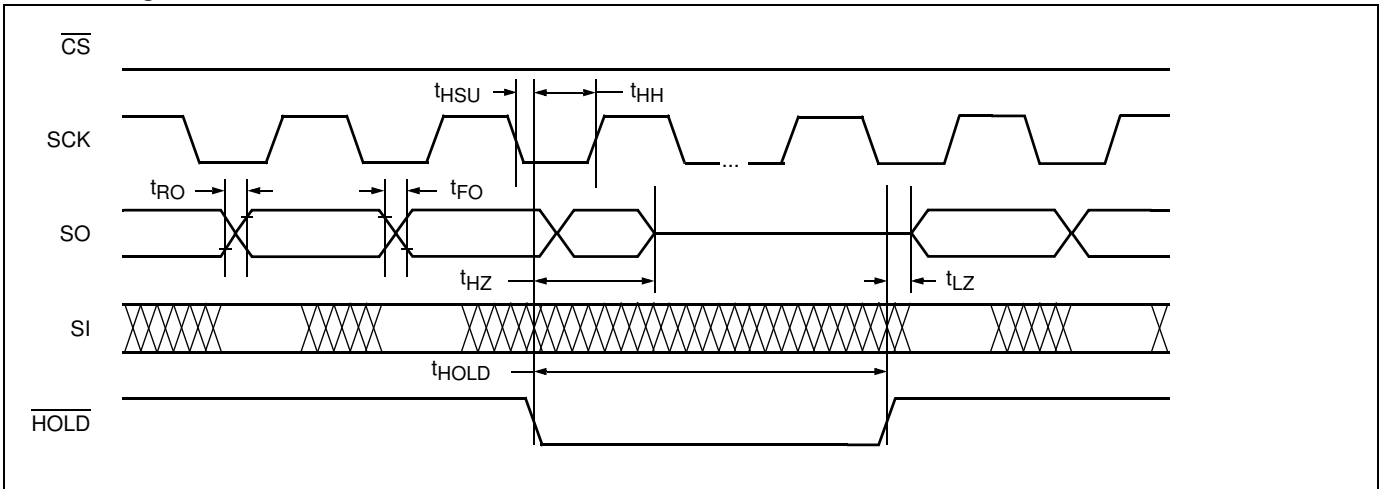 CS
tHSU
tHH
SCK
...
tRO
tFO
SO
tHZ
tLZ
SI
tHOLD
HOLD